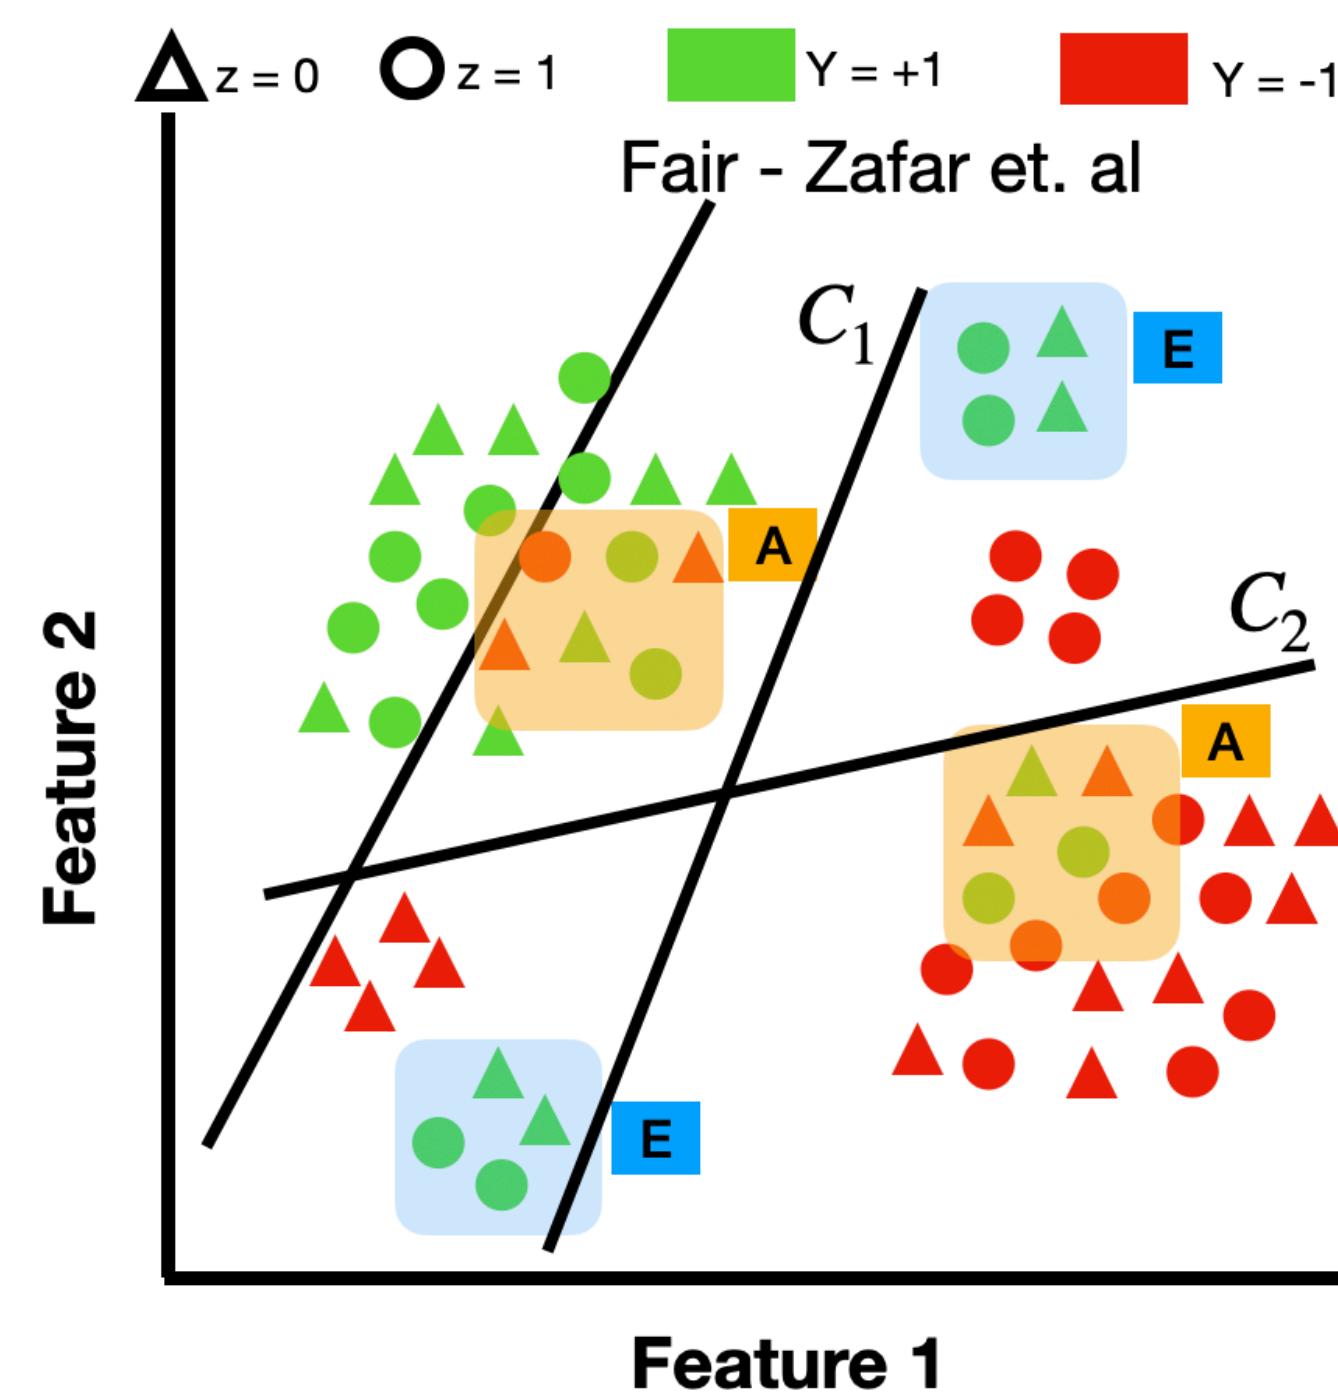 z = 0 z = 1 Y = +1 Y = -1
Fair - Zafar et. al
C1
E
A
C2
A
E
Feature 2
Feature 1